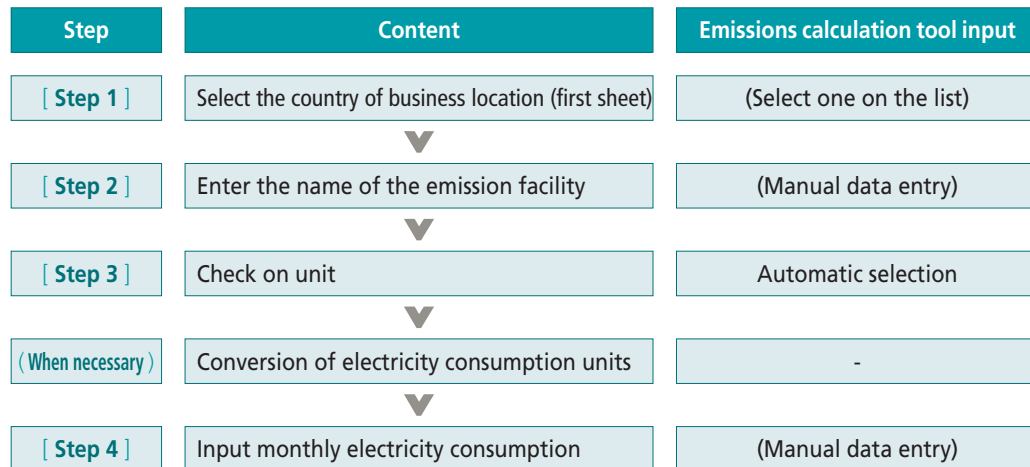 Step Content Emissions calculation tool input
[ Step 1 ] Select the country of business location (first sheet) (Select one on the list)
[ Step 2 ] Enter the name of the emission facility (Manual data entry)
[ Step 3 ] Check on unit Automatic selection
( When necessary ) Conversion of electricity consumption units -
[ Step 4 ] Input monthly electricity consumption (Manual data entry)